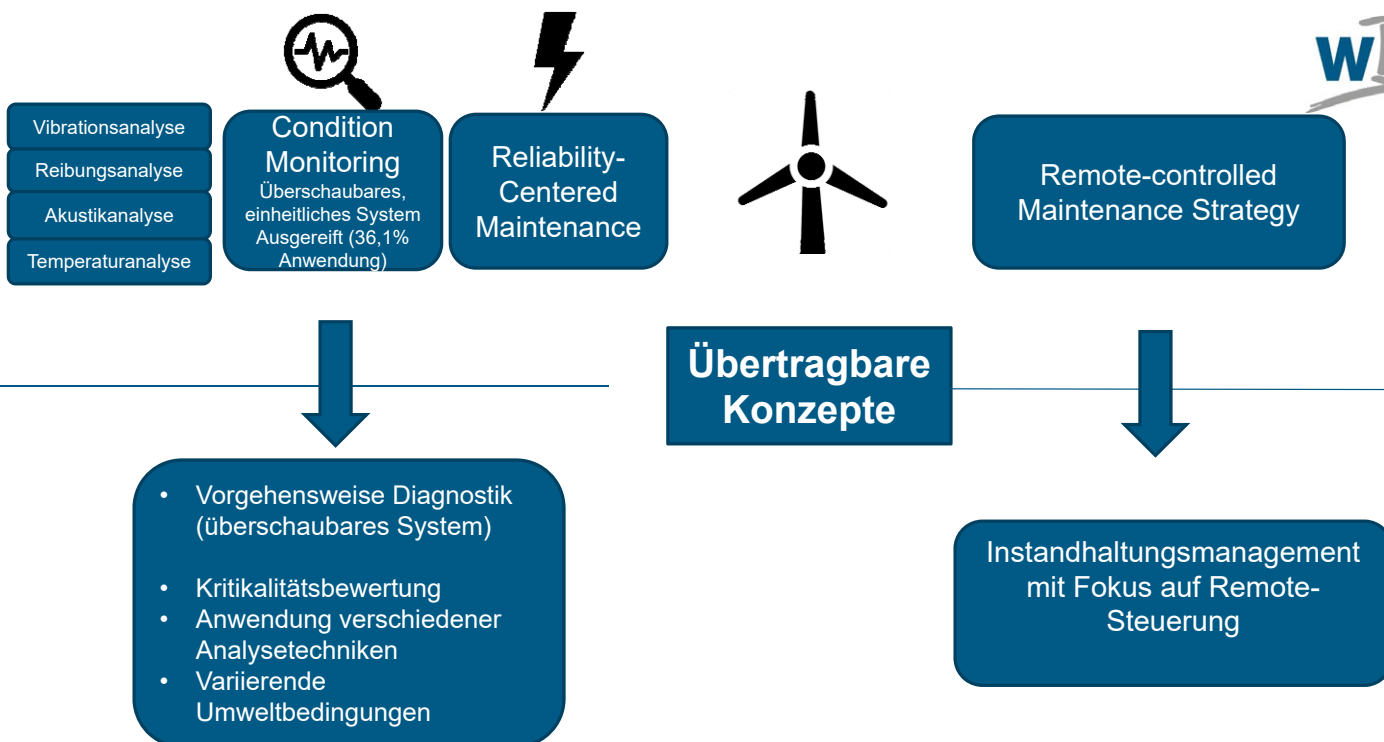 W
Vibrationsanalyse
Reibungsanalyse
Akustikanalyse
Temperaturanalyse
Condition
Monitoring
Überschaubares,
einheitliches System
Ausgereift (36,1%
Anwendung)
Reliability-
Centered
Maintenance
Remote-controlled
Maintenance Strategy
Übertragbare
Konzepte
• Vorgehensweise Diagnostik
(überschaubares System)
• Kritikalitätsbewertung
• Anwendung verschiedener
Analysetechniken
• Variierende
Umweltbedingungen
Instandhaltungsmanagement
mit Fokus auf Remote-
Steuerung